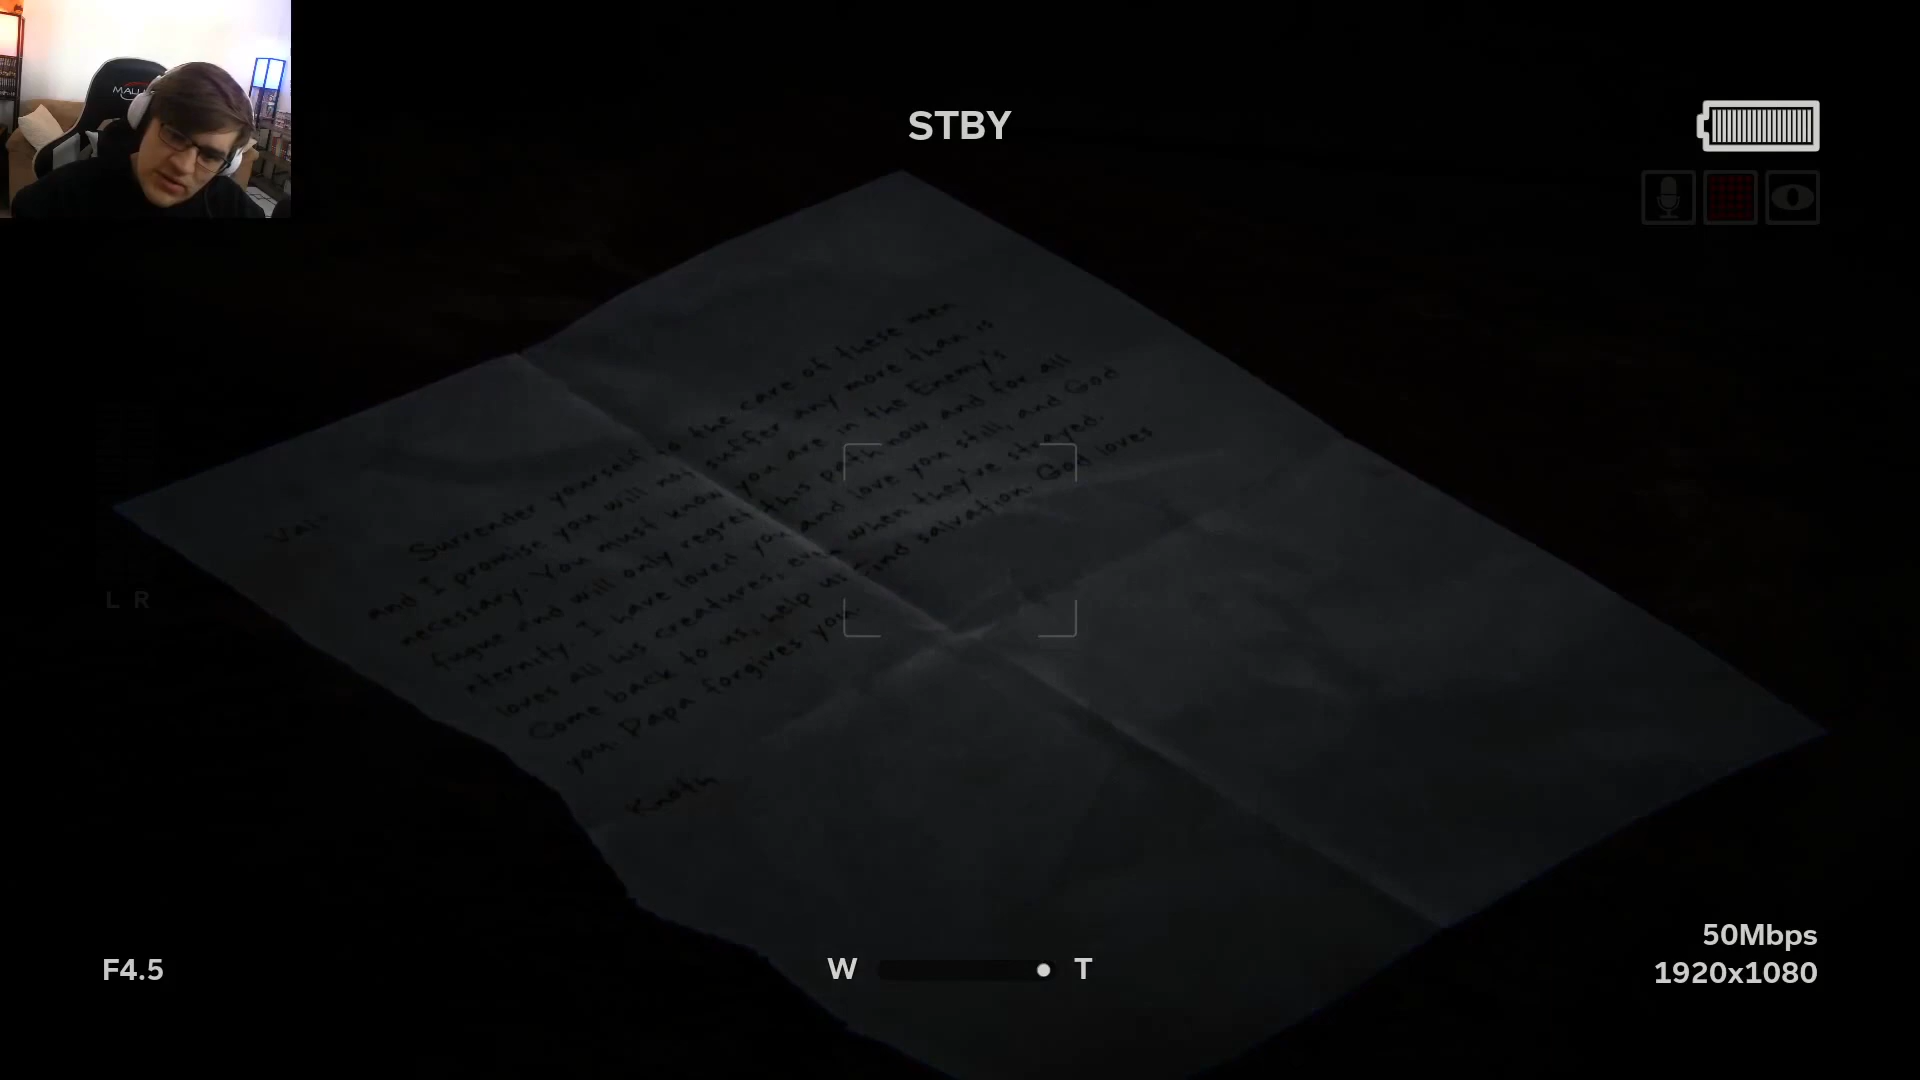 MALL
STBY
Val-
Surrender yourself to the care of these men
and I promise you will not suffer any more than is
necessary. You must know you are in the Enemy's
fugue and will only regret this path now and for all
eternity. I have loved you and love you still, and God
loves all his creatures, even when they've strayed.
Come back to us, help us find salvation. God loves
you. Papa forgives you.
Knoth
L R
F4.5
W T
50Mbps
1920x1080